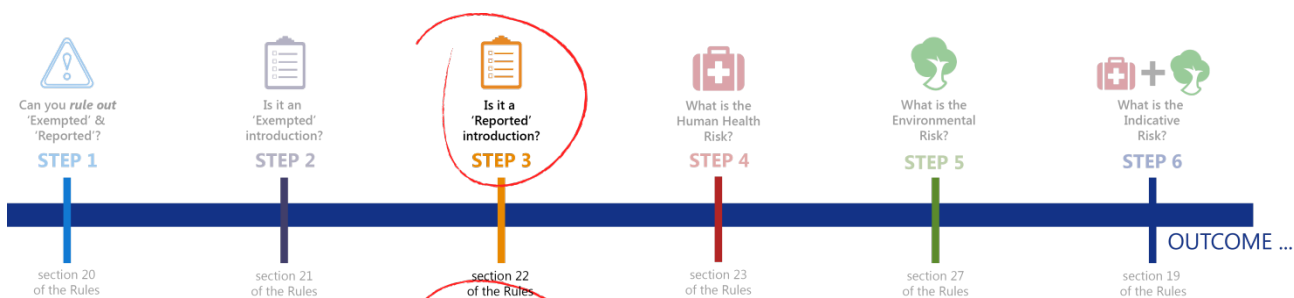 Can you rule out
'Exempted' &
'Reported'?
STEP 1
section 20
of the Rules
Is it an
'Exempted'
introduction?
STEP 2
section 21
of the Rules
Is it a
'Reported'
introduction?
STEP 3
section 22
of the Rules
What is the
Human Health
Risk?
STEP 4
section 23
of the Rules
What is the
Environmental
Risk?
STEP 5
section 27
of the Rules
What is the
Indicative
Risk?
STEP 6
section 19
of the Rules
OUTCOME ...